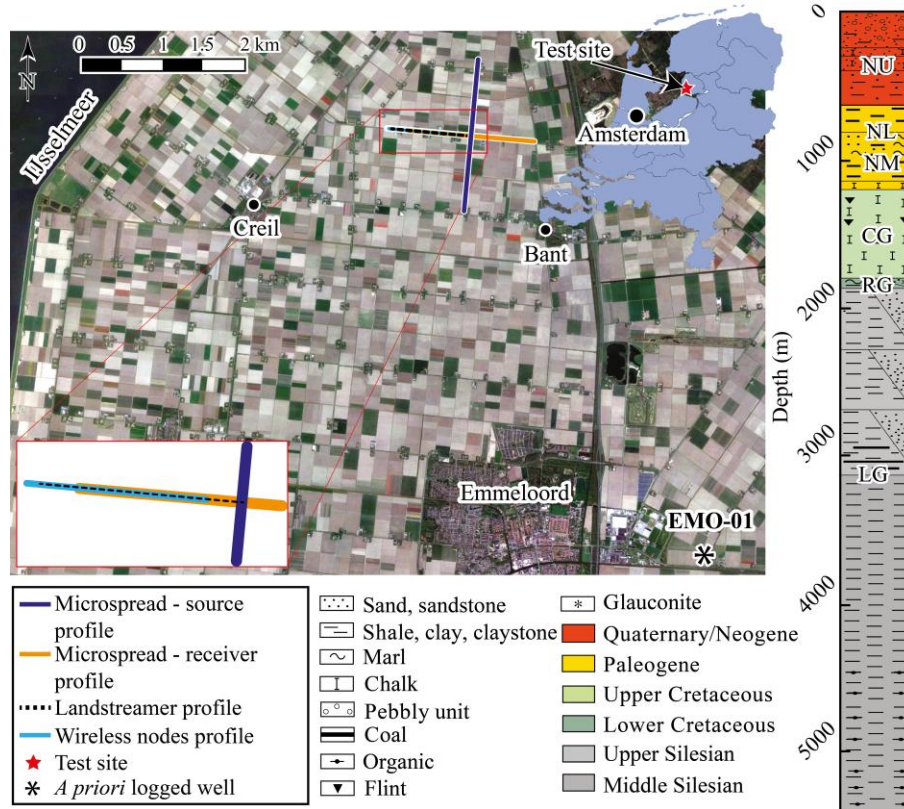 0 0.5 1 1.5 2 km
N
IJsselmeer
Test site
Amsterdam
Creil
Bant
Emmeloord
EMO-01
Depth (m)
0
1000
2000
3000
4000
5000
NU
NL
NM
CG
RG
LG
Microspread - source
profile
Microspread - receiver
profile
Landstreamer profile
Wireless nodes profile
Test site
A priori logged well
Sand, sandstone
Shale, clay, claystone
Marl
Chalk
Pebbly unit
Coal
Organic
Flint
Glauconite
Quaternary/Neogene
Paleogene
Upper Cretaceous
Lower Cretaceous
Upper Silesian
Middle Silesian